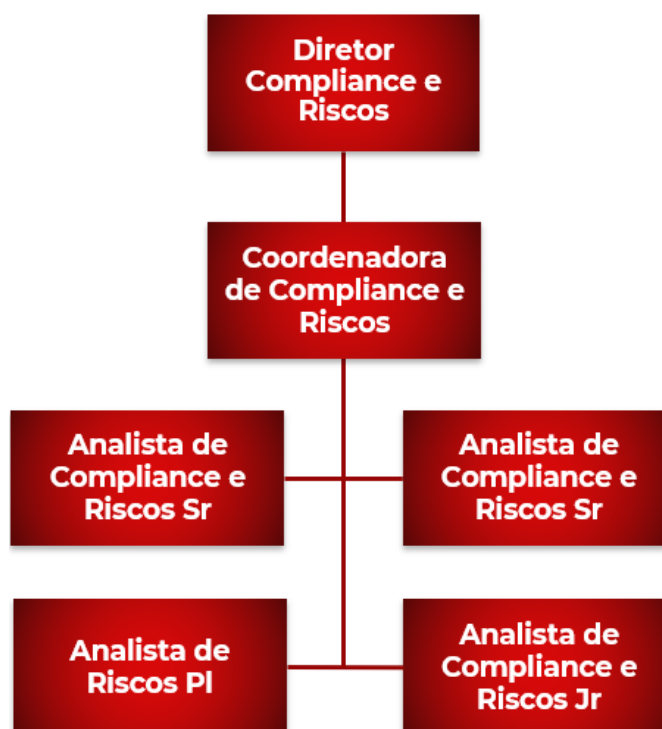 Diretor
Compliance e
Riscos
Coordenadora
de Compliance e
Riscos
Analista de
Compliance e
Riscos Sr
Analista de
Compliance e
Riscos Sr
Analista de
Riscos Pl
Analista de
Compliance e
Riscos Jr